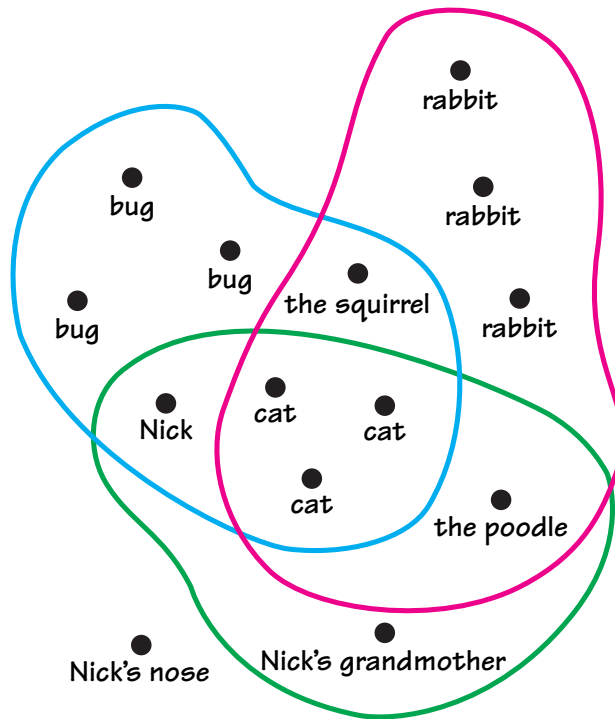 rabbit
bug
rabbit
bug
the squirrel
bug
rabbit
Nick
cat
cat
cat
the poodle
Nick's nose
Nick's grandmother